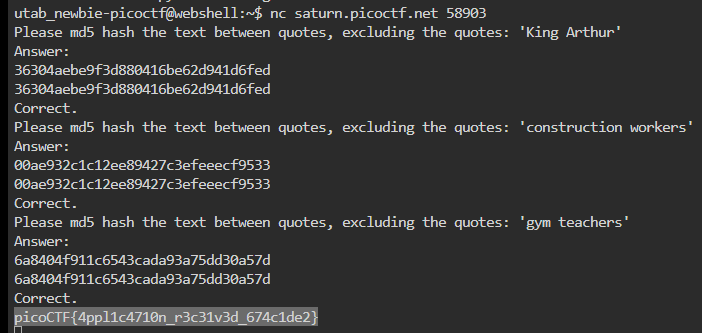 utab_newbie-picoctf@webshell:~$ nc saturn.picoctf.net 58903
Please md5 hash the text between quotes, excluding the quotes: 'King Arthur'
Answer:
36304aebe9f3d880416be62d941d6fed
36304aebe9f3d880416be62d941d6fed
Correct.
Please md5 hash the text between quotes, excluding the quotes: 'construction workers'
Answer:
00ae932c1c12ee89427c3efeeecf9533
00ae932c1c12ee89427c3efeeecf9533
Correct.
Please md5 hash the text between quotes, excluding the quotes: 'gym teachers'
Answer:
6a8404f911c6543cada93a75dd30a57d
6a8404f911c6543cada93a75dd30a57d
Correct.
picoCTF{4ppl1c4710n_r3c31v3d_674c1de2}